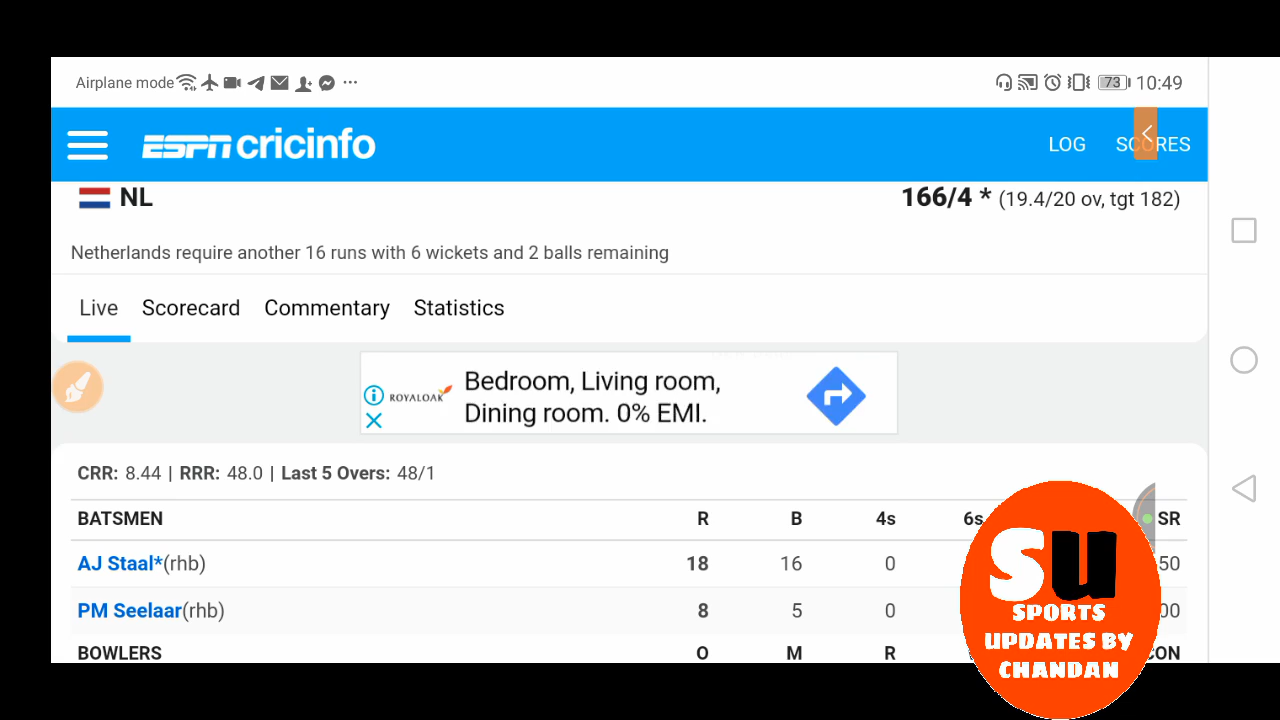 Airplane mode ... 73 10:49
ESPN cricinfo LOG SCORES
NL 166/4 * (19.4/20 ov, tgt 182)
Netherlands require another 16 runs with 6 wickets and 2 balls remaining
Live Scorecard Commentary Statistics
ROYALOAK Bedroom, Living room,
Dining room. 0% EMI.
CRR: 8.44 | RRR: 48.0 | Last 5 Overs: 48/1
BATSMEN R B 4s 6s SR
AJ Staal*(rhb) 18 16 0 50
PM Seelaar(rhb) 8 5 0 00
BOWLERS O M R CON
SU
SPORTS
UPDATES BY
CHANDAN